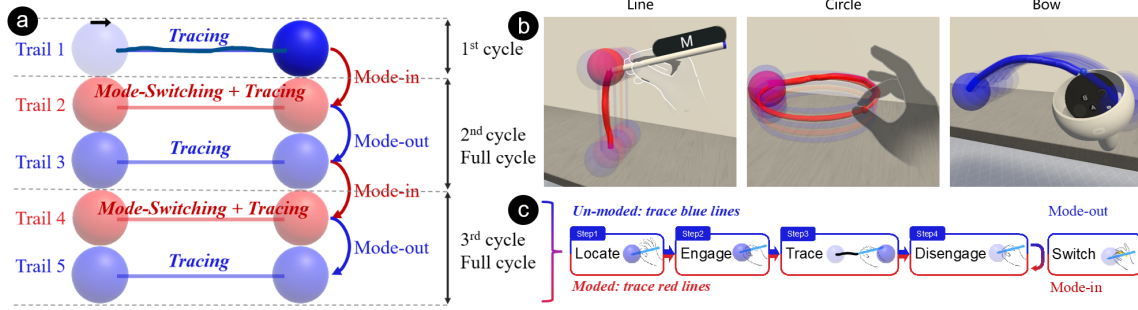 a
Trail 1
Tracing
1st cycle
Mode-in
Trail 2
Mode-Switching + Tracing
Mode-out
2nd cycle
Full cycle
Trail 3
Tracing
Mode-in
Trail 4
Mode-Switching + Tracing
Mode-out
3rd cycle
Full cycle
Trail 5
Tracing
b
Line
Circle
Bow
M
B
A
c
Un-moded: trace blue lines
Mode-out
Step1
Step2
Step3
Step4
Locate
Engage
Trace
Disengage
Switch
Moded: trace red lines
Mode-in